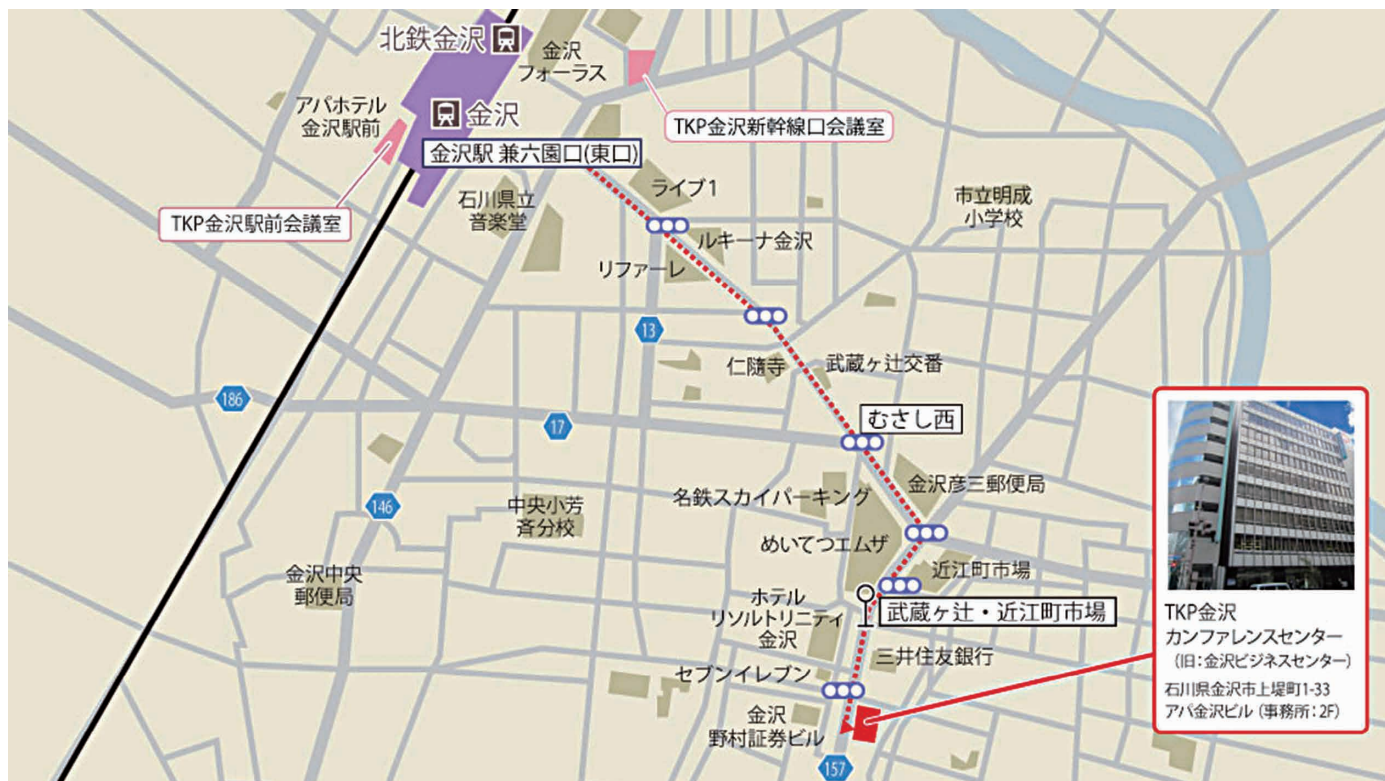 北鉄金沢
金沢
フォーラス
アパホテル
金沢駅前
金沢
TKP金沢新幹線口会議室
金沢駅 兼六園口(東口)
ライブ1
石川県立
音楽堂
市立明成
小学校
TKP金沢駅前会議室
ルキーナ金沢
リファーレ
13
仁随寺
武蔵ヶ辻交番
186
17
むさし西
金沢彦三郵便局
名鉄スカイパーキング
146
中央小芳
斉分校
めいてつエムザ
近江町市場
金沢中央
郵便局
ホテル
リソルトリニティ
金沢
武蔵ヶ辻・近江町市場
三井住友銀行
セブンイレブン
金沢
野村証券ビル
157
TKP金沢
カンファレンスセンター
(旧:金沢ビジネスセンター)
石川県金沢市上堤町1-33
アパ金沢ビル (事務所:2F)